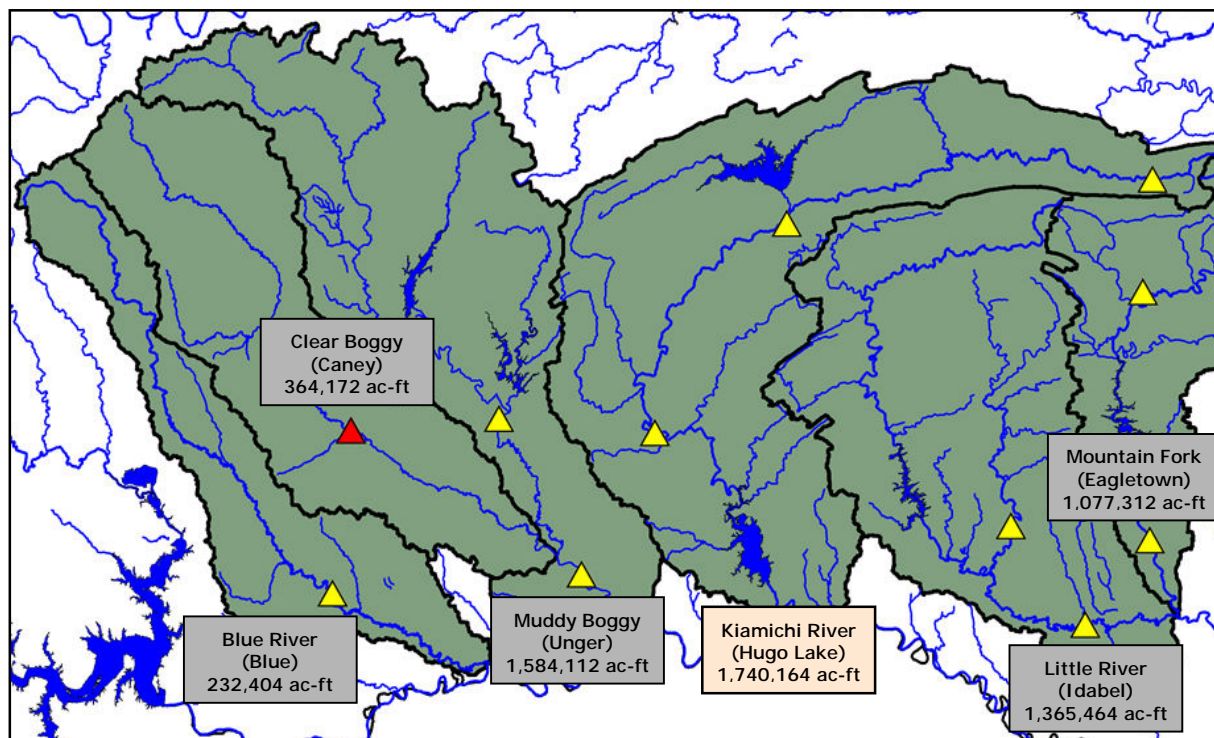 Clear Boggy
(Caney)
364,172 ac-ft
Mountain Fork
(Eagletown)
1,077,312 ac-ft
Blue River
(Blue)
232,404 ac-ft
Muddy Boggy
(Unger)
1,584,112 ac-ft
Kiamichi River
(Hugo Lake)
1,740,164 ac-ft
Little River
(Idabel)
1,365,464 ac-ft